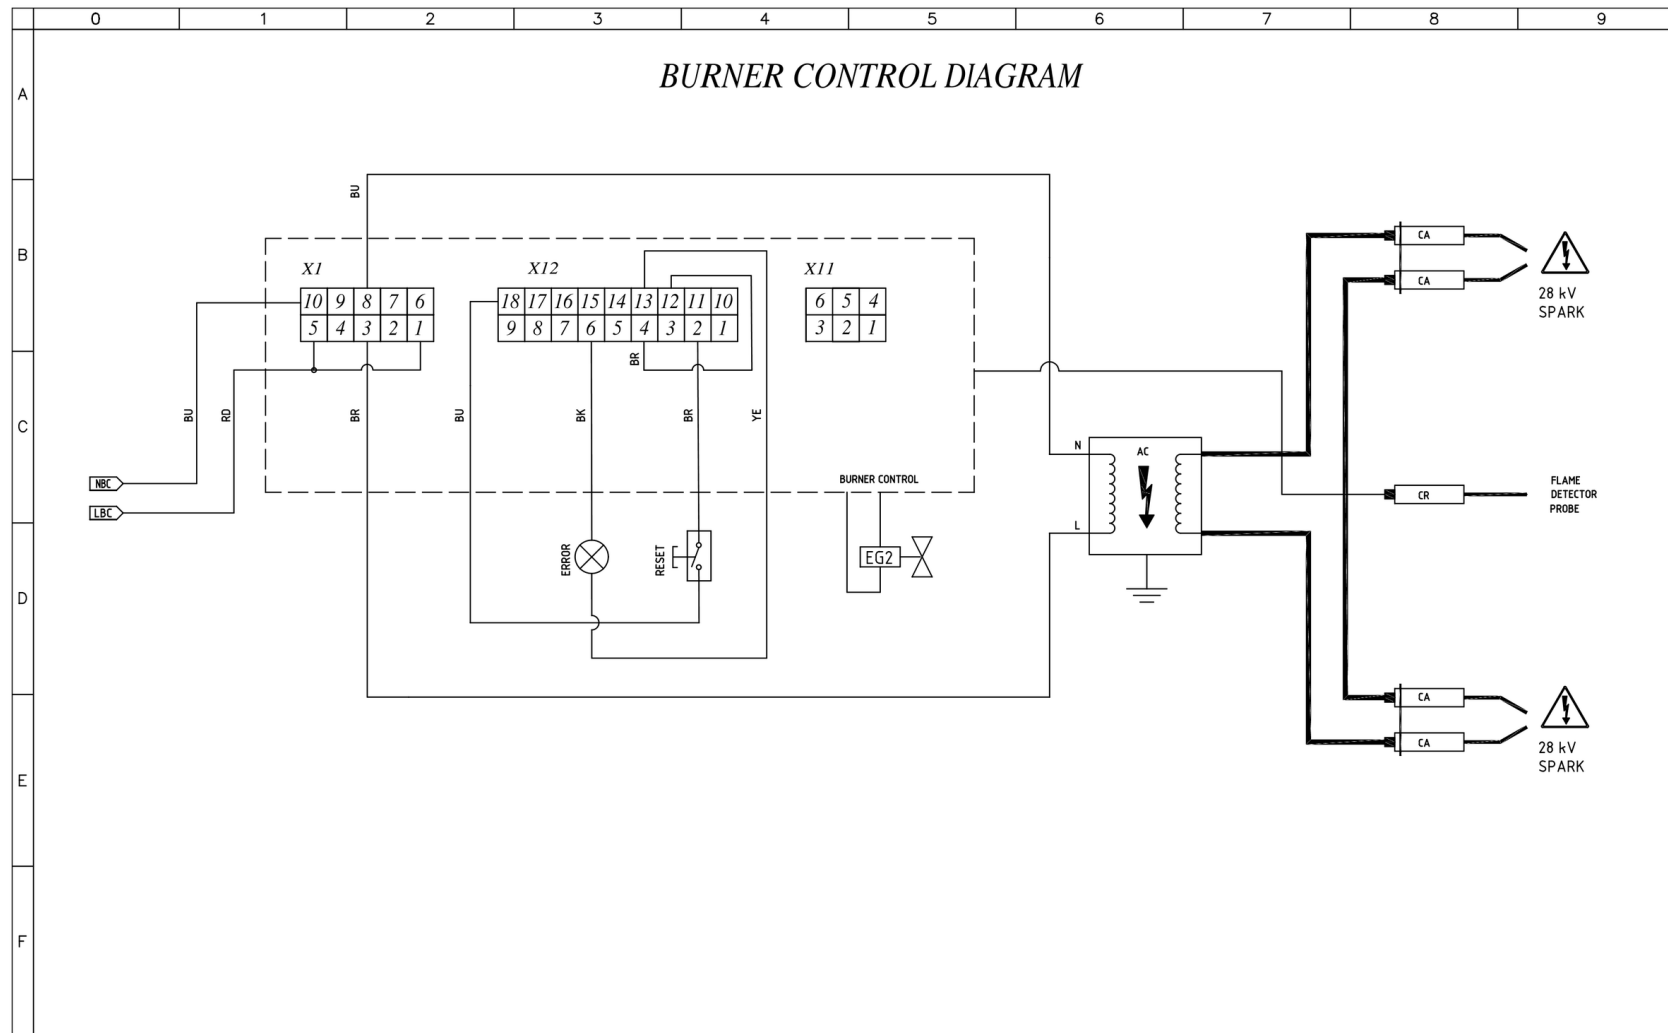 0 1 2 3 4 5 6 7 8 9
A
BURNER CONTROL DIAGRAM
BU
B
X1 X12 X11
10 9 8 7 6
5 4 3 2 1
18 17 16 15 14 13 12 11 10
9 8 7 6 5 4 3 2 1
6 5 4
3 2 1
CA
CA
28 kV
SPARK
BR
C
BU RD BR BU BK BR YE
N
AC
L
NBC
LBC
BURNER CONTROL
CR
FLAME
DETECTOR
PROBE
D
ERROR
RESET
EG2
CA
CA
28 kV
SPARK
E
F